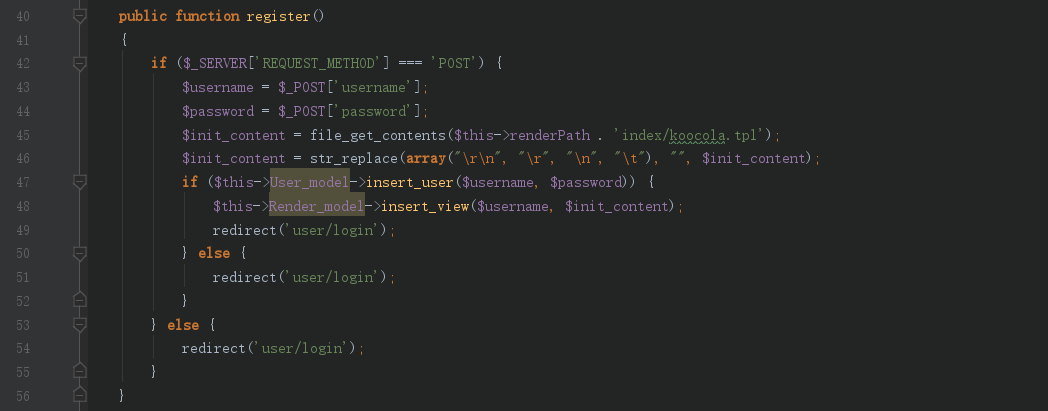 40 public function register()
41 {
42 if ($_SERVER['REQUEST_METHOD'] === 'POST') {
43 $username = $_POST['username'];
44 $password = $_POST['password'];
45 $init_content = file_get_contents($this->renderPath . 'index/koocola.tpl');
46 $init_content = str_replace(array("\r\n", "\r", "\n", "\t"), "", $init_content);
47 if ($this->User_model->insert_user($username, $password)) {
48 $this->Render_model->insert_view($username, $init_content);
49 redirect('user/login');
50 } else {
51 redirect('user/login');
52 }
53 } else {
54 redirect('user/login');
55 }
56 }